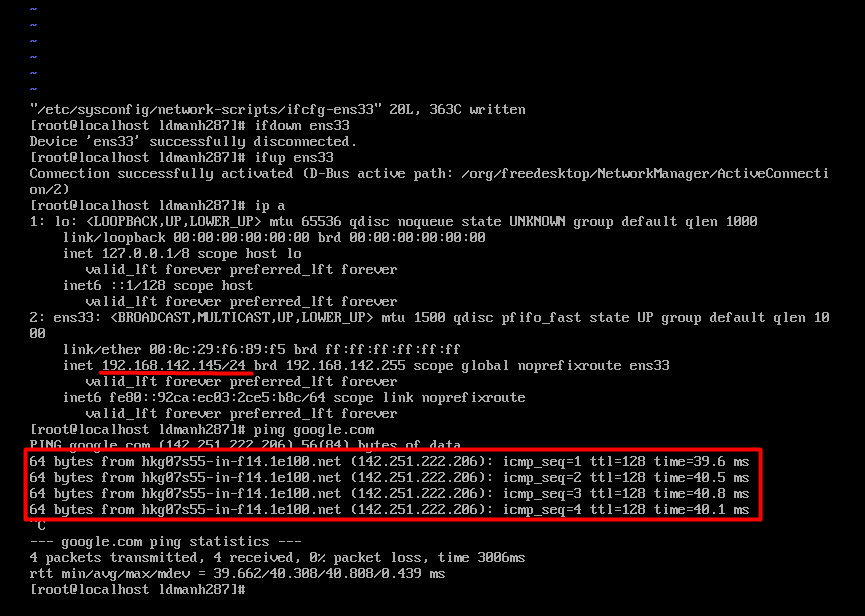 ~
~
~
~
~
~
"/etc/sysconfig/network-scripts/ifcfg-ens33" 20L, 363C written
[root@localhost ldmanh287]# ifdown ens33
Device 'ens33' successfully disconnected.
[root@localhost ldmanh287]# ifup ens33
Connection successfully activated (D-Bus active path: /org/freedesktop/NetworkManager/ActiveConnecti
on/2)
[root@localhost ldmanh287]# ip a
1: lo: <LOOPBACK,UP,LOWER_UP> mtu 65536 qdisc noqueue state UNKNOWN group default qlen 1000
    link/loopback 00:00:00:00:00:00 brd 00:00:00:00:00:00
    inet 127.0.0.1/8 scope host lo
       valid_lft forever preferred_lft forever
    inet6 ::1/128 scope host
       valid_lft forever preferred_lft forever
2: ens33: <BROADCAST,MULTICAST,UP,LOWER_UP> mtu 1500 qdisc pfifo_fast state UP group default qlen 10
00
    link/ether 00:0c:29:f6:89:f5 brd ff:ff:ff:ff:ff:ff
    inet 192.168.142.145/24 brd 192.168.142.255 scope global noprefixroute ens33
       valid_lft forever preferred_lft forever
    inet6 fe80::92ca:ec03:2ce5:b8c/64 scope link noprefixroute
       valid_lft forever preferred_lft forever
[root@localhost ldmanh287]# ping google.com
PING google.com (142.251.222.206) 56(84) bytes of data.
64 bytes from hkg07s55-in-f14.1e100.net (142.251.222.206): icmp_seq=1 ttl=128 time=39.6 ms
64 bytes from hkg07s55-in-f14.1e100.net (142.251.222.206): icmp_seq=2 ttl=128 time=40.5 ms
64 bytes from hkg07s55-in-f14.1e100.net (142.251.222.206): icmp_seq=3 ttl=128 time=40.8 ms
64 bytes from hkg07s55-in-f14.1e100.net (142.251.222.206): icmp_seq=4 ttl=128 time=40.1 ms
^C
--- google.com ping statistics ---
4 packets transmitted, 4 received, 0% packet loss, time 3006ms
rtt min/avg/max/mdev = 39.662/40.308/40.808/0.439 ms
[root@localhost ldmanh287]#